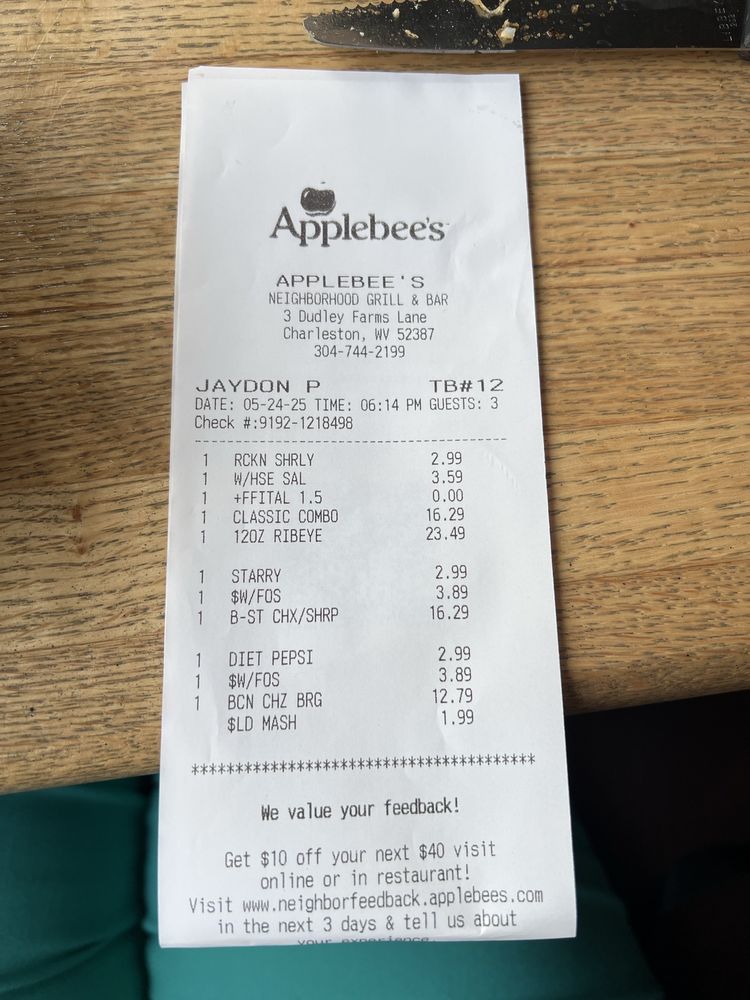 Applebee's
APPLEBEE'S
NEIGHBORHOOD GRILL & BAR
3 Dudley Farms Lane
Charleston, WV 52387
304-744-2199
JAYDON P TB#12
DATE: 05-24-25 TIME: 06:14 PM GUESTS: 3
Check #:9192-1218498
1 RCKN SHRLY 2.99
1 W/HSE SAL 3.59
1 +FFITAL 1.5 0.00
1 CLASSIC COMBO 16.29
1 12OZ RIBEYE 23.49
1 STARRY 2.99
1 $W/FOS 3.89
1 B-ST CHX/SHRP 16.29
1 DIET PEPSI 2.99
1 $W/FOS 3.89
1 BCN CHZ BRG 12.79
$LD MASH 1.99
****************************************
We value your feedback!
Get $10 off your next $40 visit
online or in restaurant!
Visit www.neighborfeedback.applebees.com
in the next 3 days & tell us about
your experience.